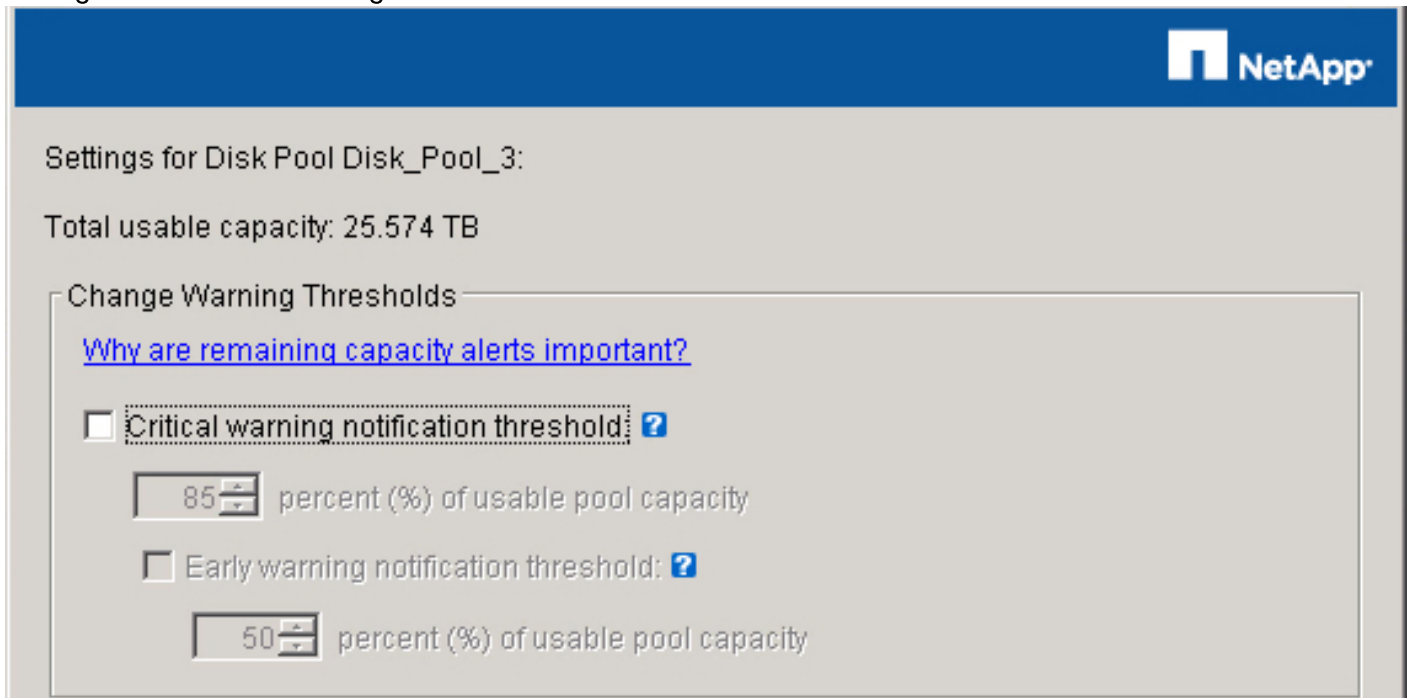 NetApp
Settings for Disk Pool Disk_Pool_3:
Total usable capacity: 25.574 TB
Change Warning Thresholds
Why are remaining capacity alerts important?
Critical warning notification threshold: ?
85 percent (%) of usable pool capacity
Early warning notification threshold: ?
50 percent (%) of usable pool capacity